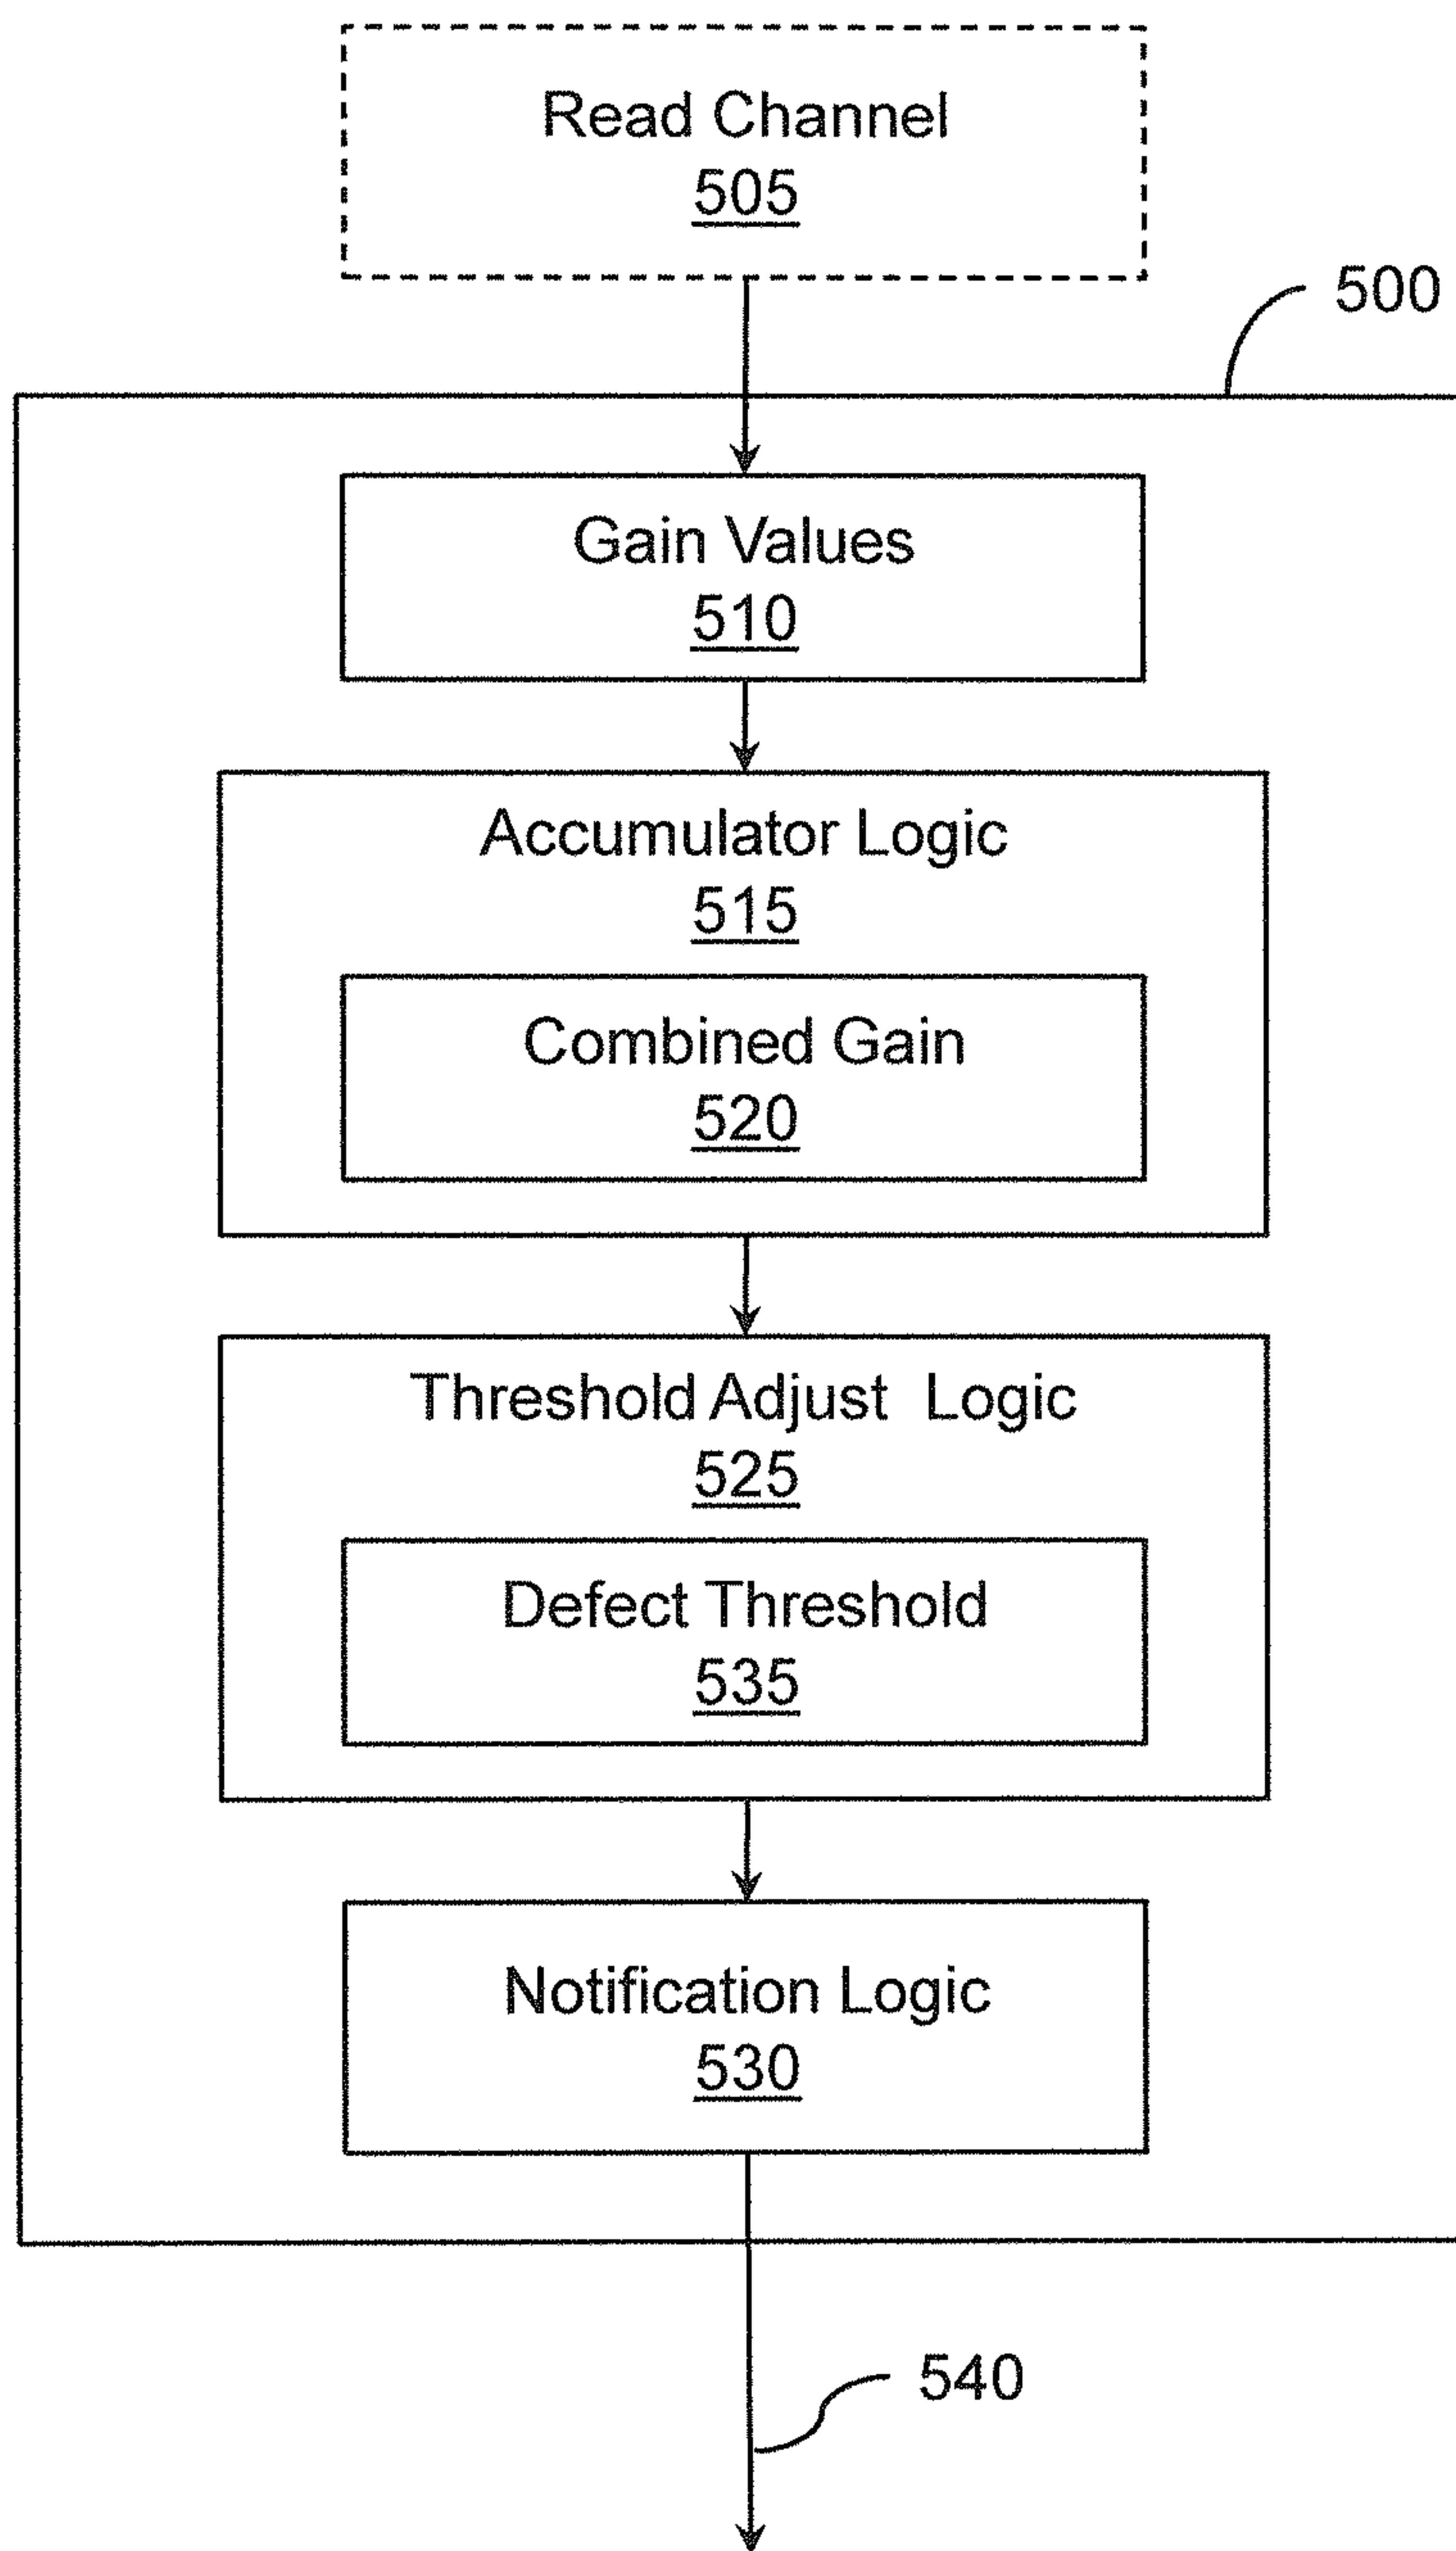 Read Channel
505
500
Gain Values
510
Accumulator Logic
515
Combined Gain
520
Threshold Adjust Logic
525
Defect Threshold
535
Notification Logic
530
540